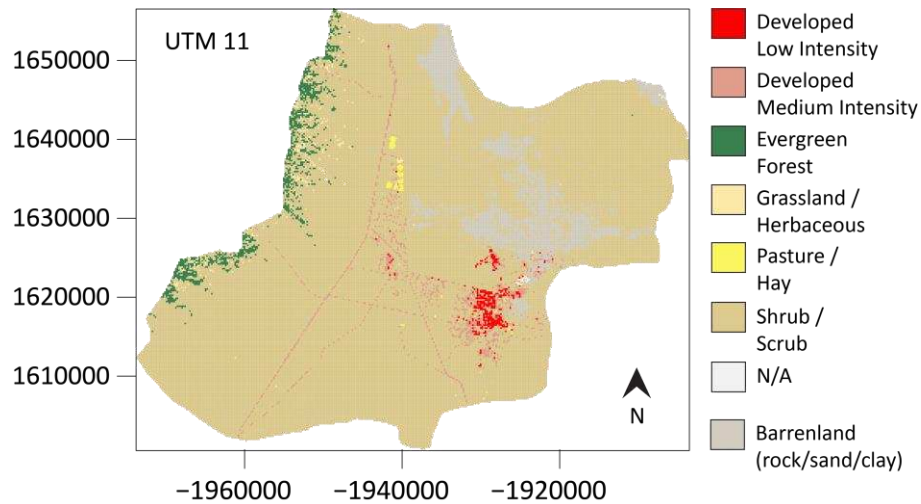 UTM 11
1650000
1640000
1630000
1620000
1610000
−1960000
−1940000
−1920000
N
Developed
Low Intensity
Developed
Medium Intensity
Evergreen
Forest
Grassland /
Herbaceous
Pasture /
Hay
Shrub /
Scrub
N/A
Barrenland
(rock/sand/clay)